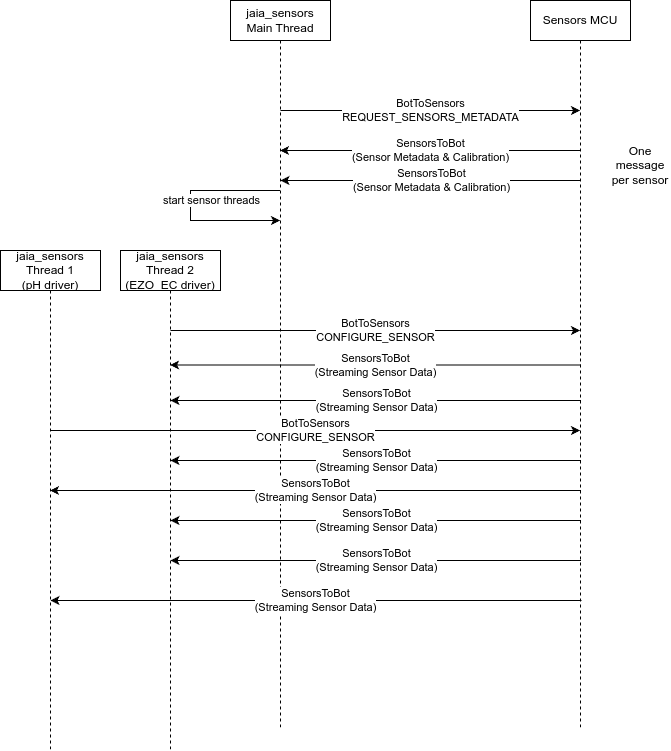 jaia_sensors
Main Thread
Sensors MCU
BotToSensors
REQUEST_SENSORS_METADATA
SensorsToBot
(Sensor Metadata & Calibration)
One
message
per sensor
SensorsToBot
(Sensor Metadata & Calibration)
start sensor threads
jaia_sensors
Thread 1
(pH driver)
jaia_sensors
Thread 2
(EZO_EC driver)
BotToSensors
CONFIGURE_SENSOR
SensorsToBot
(Streaming Sensor Data)
SensorsToBot
(Streaming Sensor Data)
BotToSensors
CONFIGURE_SENSOR
SensorsToBot
(Streaming Sensor Data)
SensorsToBot
(Streaming Sensor Data)
SensorsToBot
(Streaming Sensor Data)
SensorsToBot
(Streaming Sensor Data)
SensorsToBot
(Streaming Sensor Data)